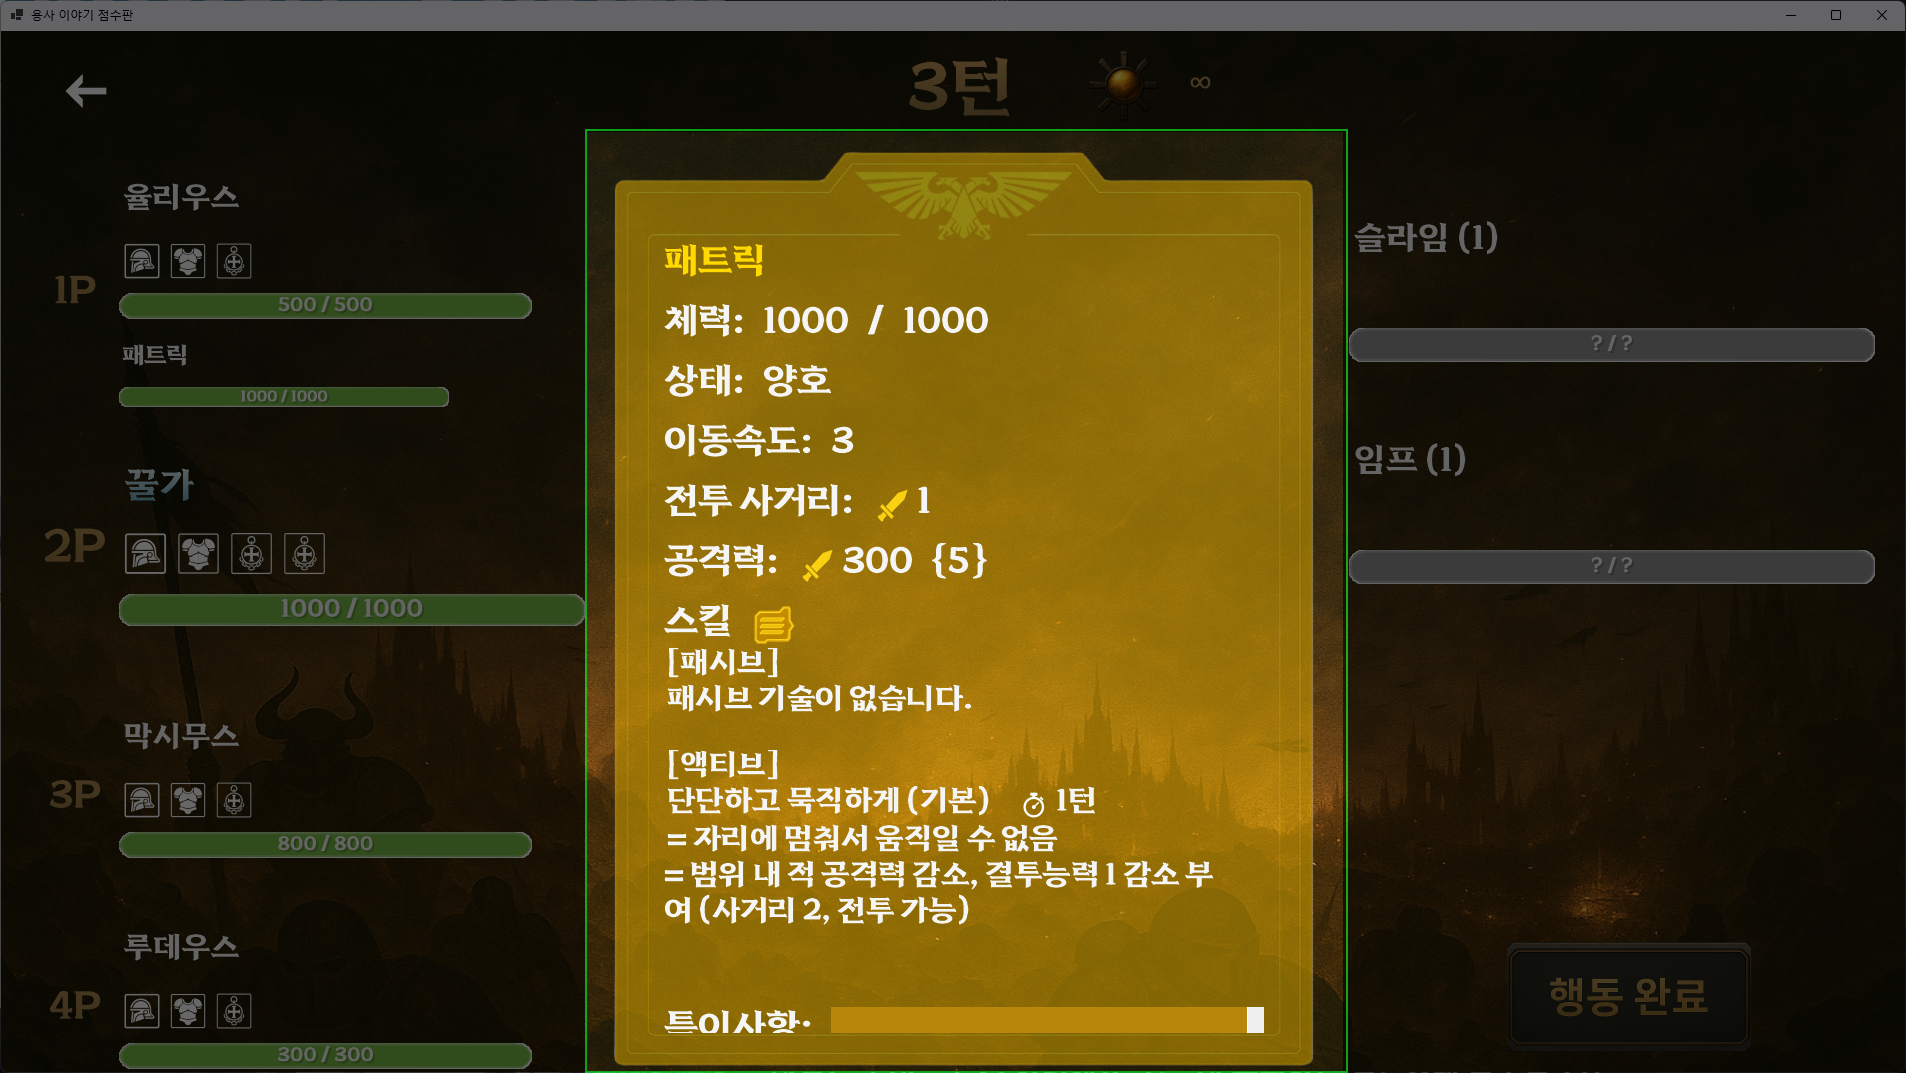 용사 이야기 점수판
3턴
∞
율리우스
1P
500 / 500
패트릭
1000 / 1000
꿀가
2P
1000 / 1000
막시무스
3P
800 / 800
루데우스
4P
300 / 300
패트릭
체력: 1000 / 1000
상태: 양호
이동속도: 3
전투 사거리: 1
공격력: 300 {5}
스킬
[패시브]
패시브 기술이 없습니다.
[액티브]
단단하고 묵직하게 (기본) 1턴
= 자리에 멈춰서 움직일 수 없음
= 범위 내 적 공격력 감소, 결투능력 1 감소 부
여 (사거리 2, 전투 가능)
특이사항:
슬라임 (1)
? / ?
임프 (1)
? / ?
행동 완료